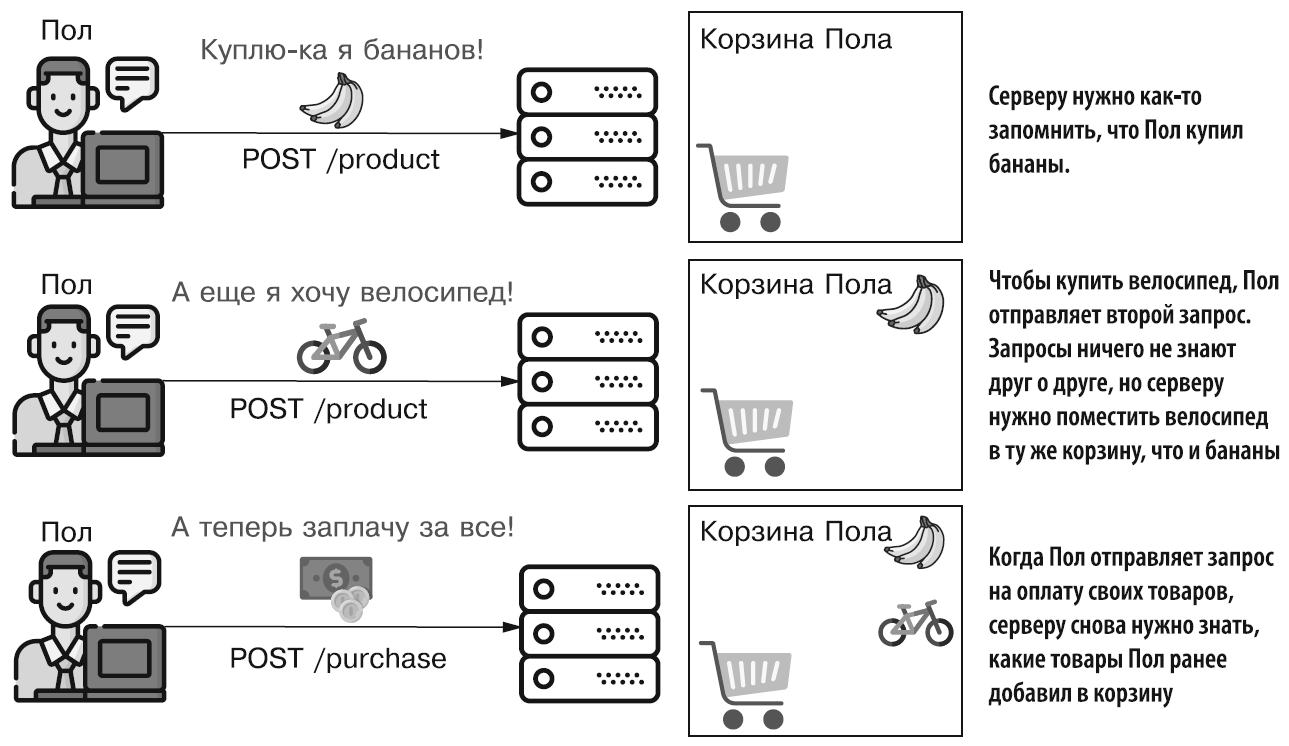 Пол
Куплю-ка я бананов!
POST /product
Корзина Пола
Серверу нужно как-то
запомнить, что Пол купил
бананы.
Пол
А еще я хочу велосипед!
POST /product
Корзина Пола
Чтобы купить велосипед, Пол
отправляет второй запрос.
Запросы ничего не знают
друг о друге, но серверу
нужно поместить велосипед
в ту же корзину, что и бананы
Пол
А теперь заплачу за все!
$
POST /purchase
Корзина Пола
Когда Пол отправляет запрос
на оплату своих товаров,
серверу снова нужно знать,
какие товары Пол ранее
добавил в корзину